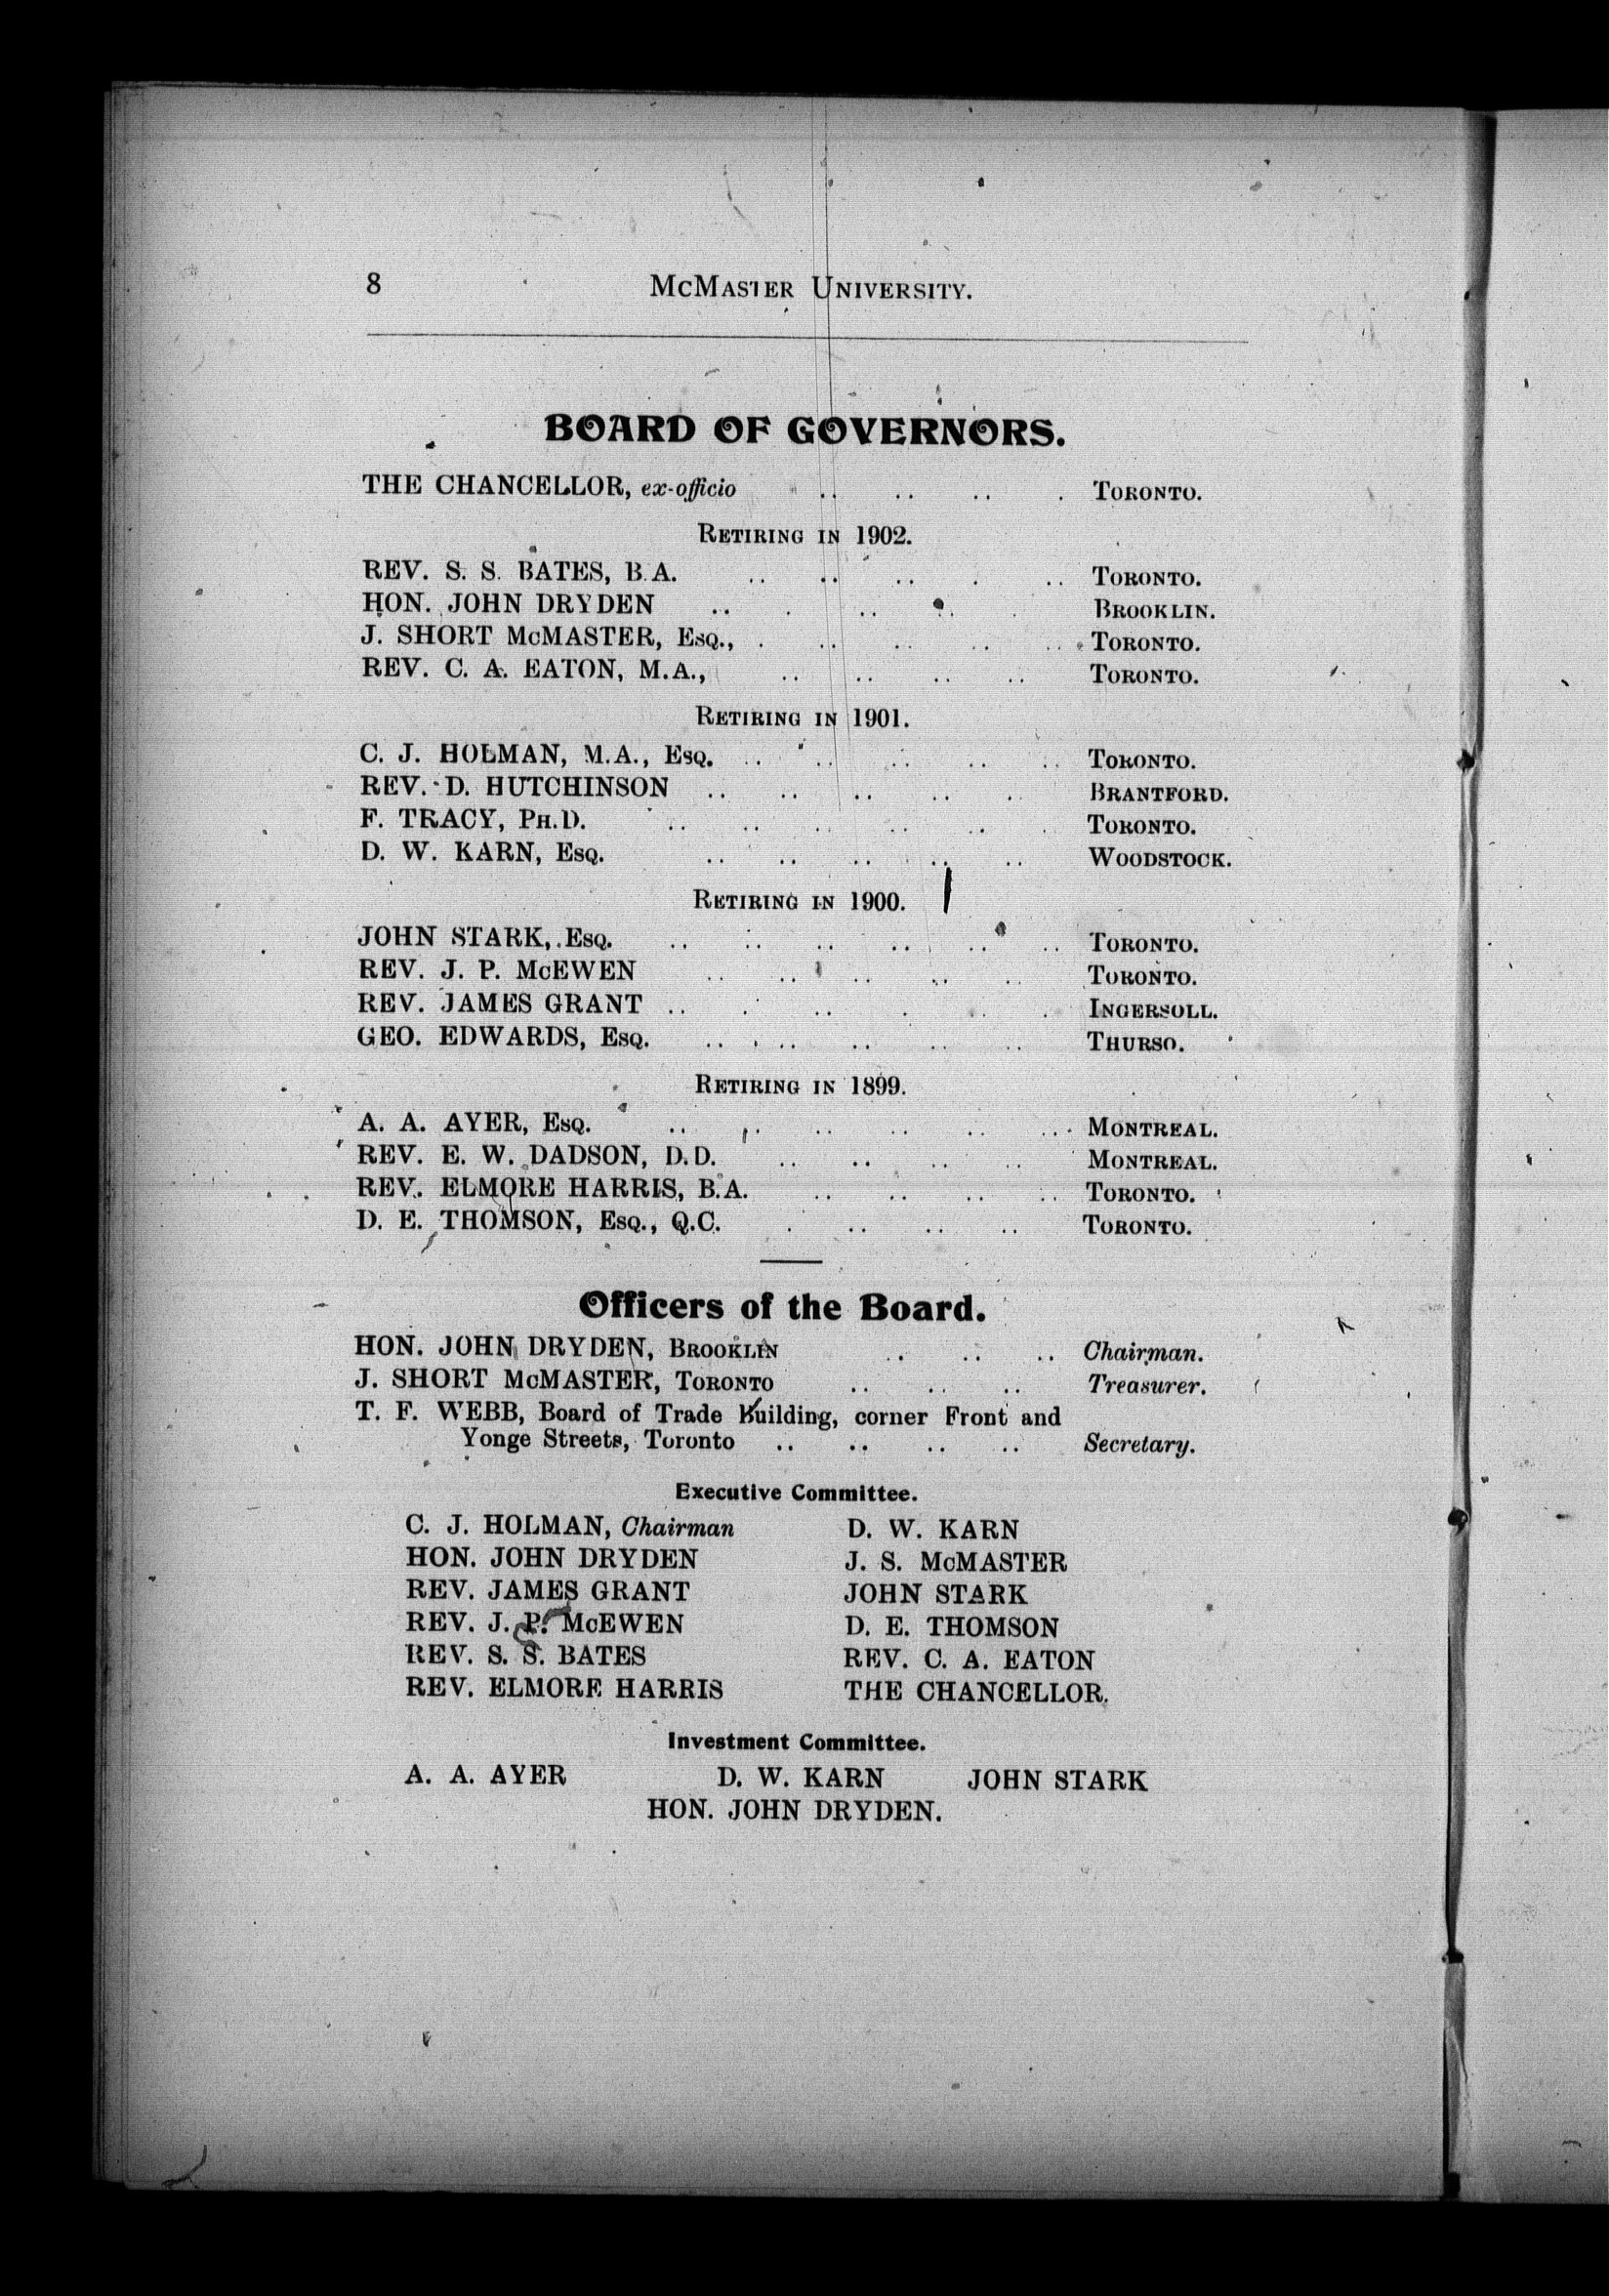 8 McMASTER UNIVERSITY.
BOARD OF GOVERNORS.
THE CHANCELLOR, ex-officio .. .. .. . TORONTO.
RETIRING IN 1902.
REV. S. S. BATES, B.A. .. .. .. . .. TORONTO.
HON. JOHN DRYDEN .. . .. . BROOKLIN.
J. SHORT McMASTER, ESQ., . .. .. .. .. TORONTO.
REV. C. A. EATON, M.A., .. .. .. .. TORONTO.
RETIRING IN 1901.
C. J. HOLMAN, M.A., ESQ. .. .. .. .. .. TORONTO.
REV. D. HUTCHINSON .. .. .. .. . BRANTFORD.
F. TRACY, PH.D. .. .. .. .. .. . TORONTO.
D. W. KARN, ESQ. .. .. .. .. .. WOODSTOCK.
RETIRING IN 1900.
JOHN STARK, ESQ. .. .. .. .. .. .. TORONTO.
REV. J. P. McEWEN .. .. .. .. .. TORONTO.
REV. JAMES GRANT .. . .. . .. . INGERSOLL.
GEO. EDWARDS, ESQ. .. .. .. .. .. THURSO.
RETIRING IN 1899.
A. A. AYER, ESQ. .. .. .. .. .. .. MONTREAL.
REV. E. W. DADSON, D.D. .. .. .. .. MONTREAL.
REV. ELMORE HARRIS, B.A. .. .. .. .. TORONTO.
D. E. THOMSON, ESQ., Q.C. . .. .. .. TORONTO.
Officers of the Board.
HON. JOHN DRYDEN, BROOKLIN .. .. .. Chairman.
J. SHORT McMASTER, TORONTO .. .. .. Treasurer.
T. F. WEBB, Board of Trade Building, corner Front and
Yonge Streets, Toronto .. .. .. .. Secretary.
Executive Committee.
C. J. HOLMAN, Chairman D. W. KARN
HON. JOHN DRYDEN J. S. McMASTER
REV. JAMES GRANT JOHN STARK
REV. J. P. McEWEN D. E. THOMSON
REV. S. S. BATES REV. C. A. EATON
REV. ELMORE HARRIS THE CHANCELLOR.
Investment Committee.
A. A. AYER D. W. KARN JOHN STARK
HON. JOHN DRYDEN.